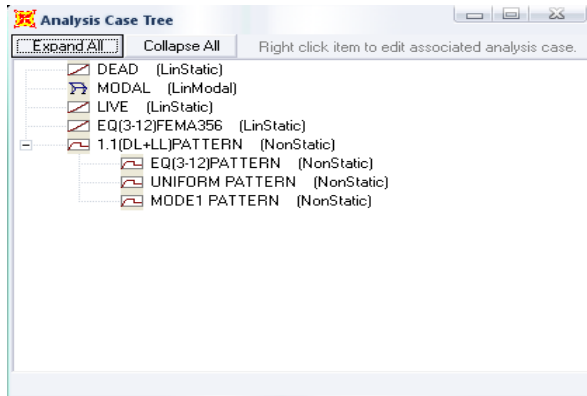 Analysis Case Tree
Expand All Collapse All Right click item to edit associated analysis case.
DEAD (LinStatic)
MODAL (LinModal)
LIVE (LinStatic)
EQ(3-12)FEMA356 (LinStatic)
1.1(DL+LL)PATTERN (NonStatic)
EQ(3-12)PATTERN (NonStatic)
UNIFORM PATTERN (NonStatic)
MODE1 PATTERN (NonStatic)